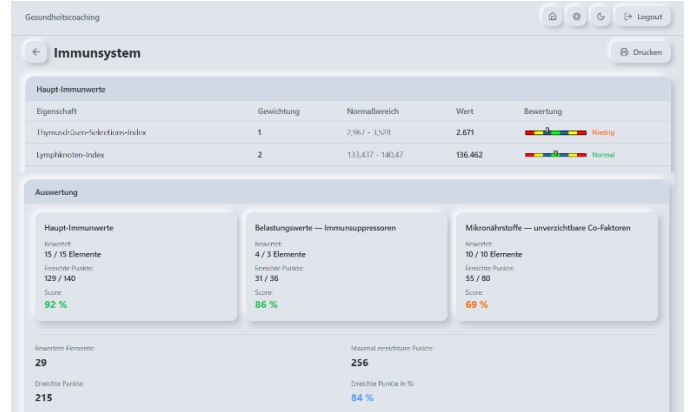 Gesundheitscoaching
Logout
Immunsystem
Drucken
Haupt-Immunwerte
Eigenschaft Gewichtung Normalbereich Wert Bewertung
Thymusdrüsen-Sekretions-Index 1 2,967 - 3,528 2.671 Niedrig
Lymphknoten-Index 2 133,437 - 140,47 136.462 Normal
Auswertung
Haupt-Immunwerte
Bewertet:
15 / 15 Elemente
Erreichte Punkte:
129 / 140
Score:
92 %
Belastungswerte — Immunsuppressoren
Bewertet:
4 / 3 Elemente
Erreichte Punkte:
31 / 36
Score:
86 %
Mikronährstoffe — unverzichtbare Co-Faktoren
Bewertet:
10 / 10 Elemente
Erreichte Punkte:
55 / 80
Score:
69 %
Bewertete Elemente:
29
Maximal erreichbare Punkte:
256
Erreichte Punkte:
215
Erreichte Punkte in %:
84 %